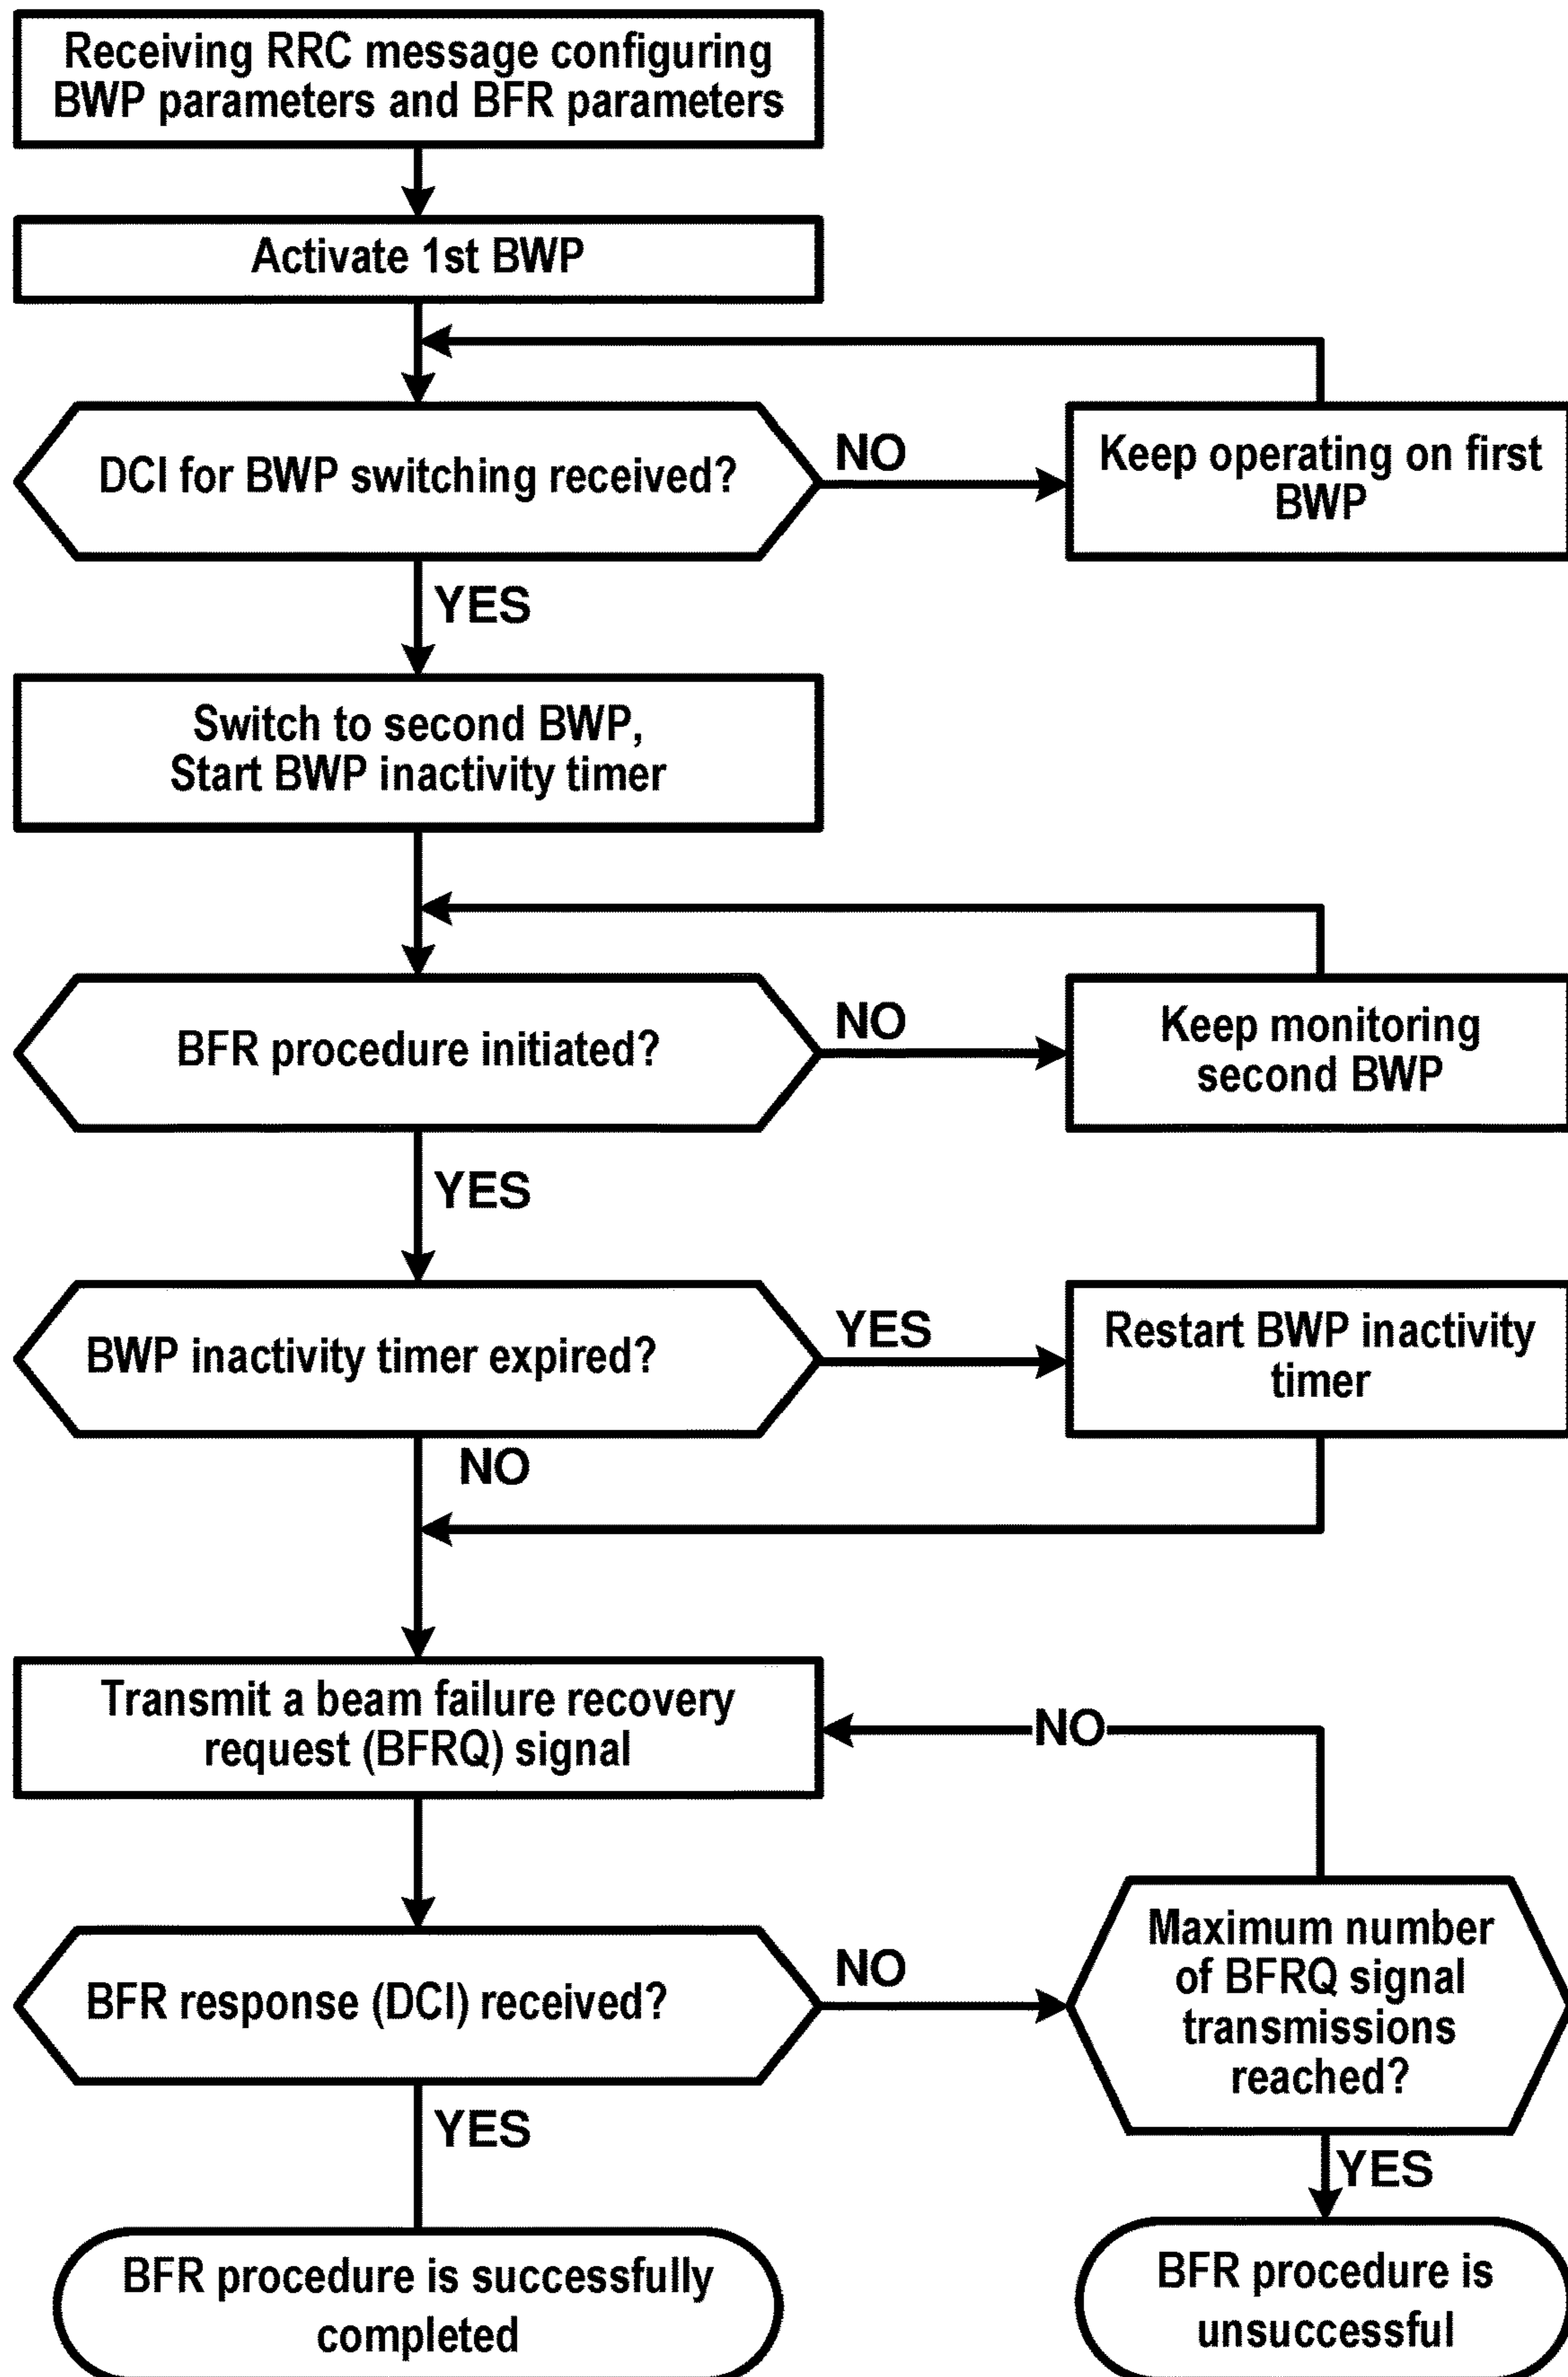 Receiving RRC message configuring
BWP parameters and BFR parameters
Activate 1st BWP
DCI for BWP switching received?
NO
Keep operating on first
BWP
YES
Switch to second BWP,
Start BWP inactivity timer
BFR procedure initiated?
NO
Keep monitoring
second BWP
YES
BWP inactivity timer expired?
YES
Restart BWP inactivity
timer
NO
Transmit a beam failure recovery
request (BFRQ) signal
NO
BFR response (DCI) received?
NO
Maximum number
of BFRQ signal
transmissions
reached?
YES
YES
BFR procedure is successfully
completed
BFR procedure is
unsuccessful